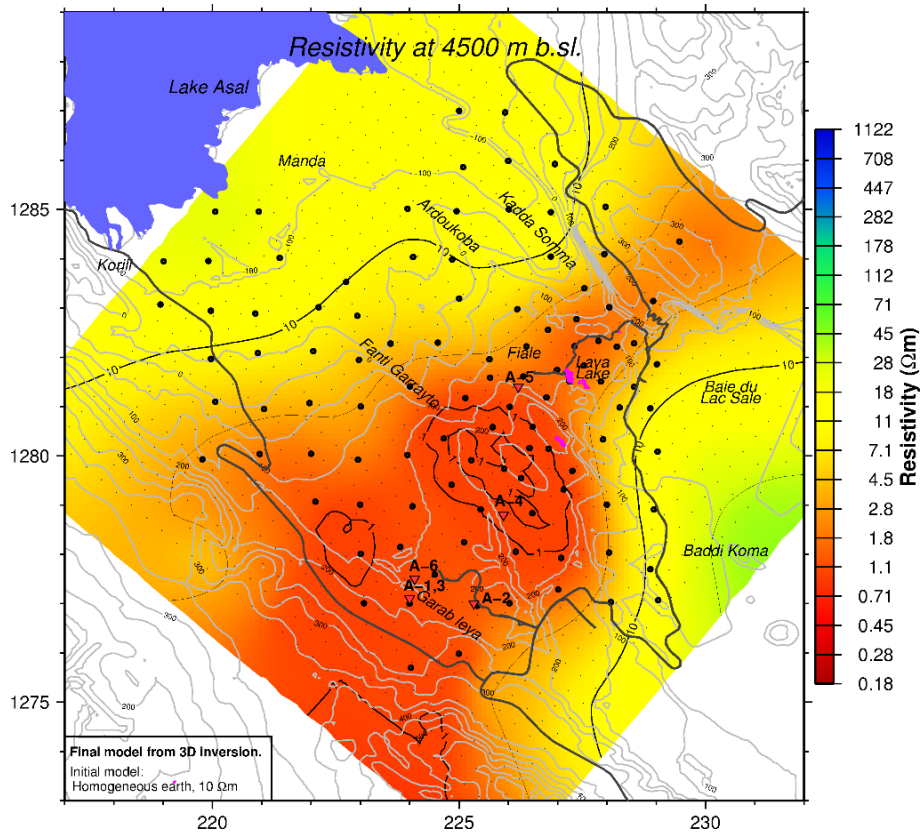 Resistivity at 4500 m b.sl.
Lake Asal
Manda
Ardoukoba
Kadda Somma
Korili
Fanti Garrayto
Fiale
Lava
Lake
A-5
Baie du
Lac Sale
A-4
Baddi Koma
A-6
A-1,3
A-2
Garab leya
Final model from 3D inversion.
Initial model:
Homogeneous earth, 10 Ωm
1285
1280
1275
220
225
230
1122
708
447
282
178
112
71
45
28
18
11
7.1
4.5
2.8
1.8
1.1
0.71
0.45
0.28
0.18
Resistivity (Ωm)